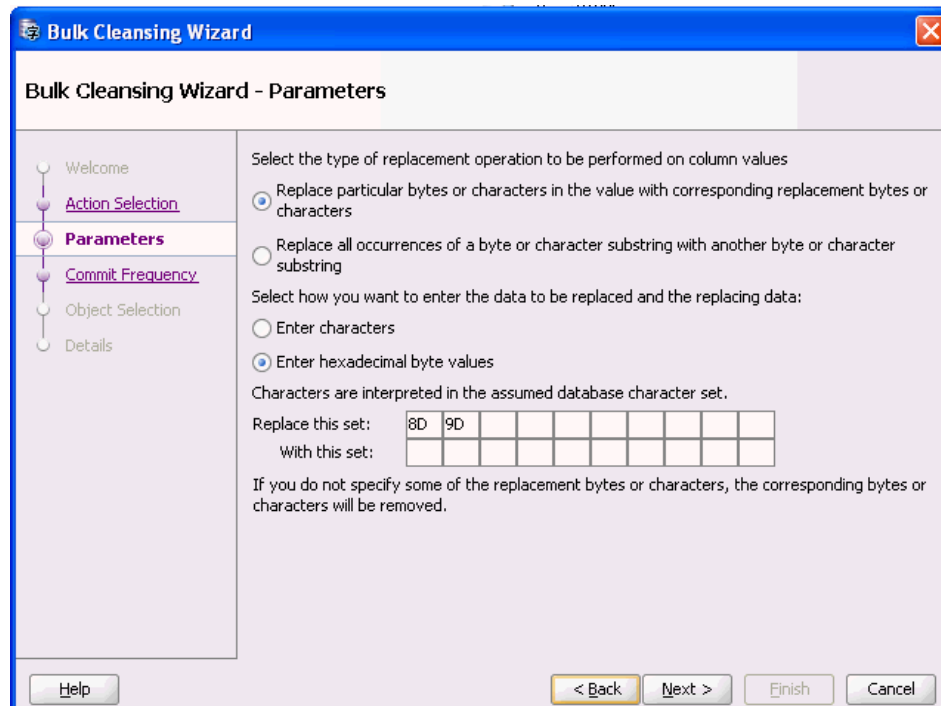 Bulk Cleansing Wizard
Bulk Cleansing Wizard - Parameters
Welcome
Action Selection
Parameters
Commit Frequency
Object Selection
Details
Select the type of replacement operation to be performed on column values
Replace particular bytes or characters in the value with corresponding replacement bytes or
characters
Replace all occurrences of a byte or character substring with another byte or character
substring
Select how you want to enter the data to be replaced and the replacing data:
Enter characters
Enter hexadecimal byte values
Characters are interpreted in the assumed database character set.
Replace this set: 8D 9D
With this set:
If you do not specify some of the replacement bytes or characters, the corresponding bytes or
characters will be removed.
Help
< Back
Next >
Finish
Cancel